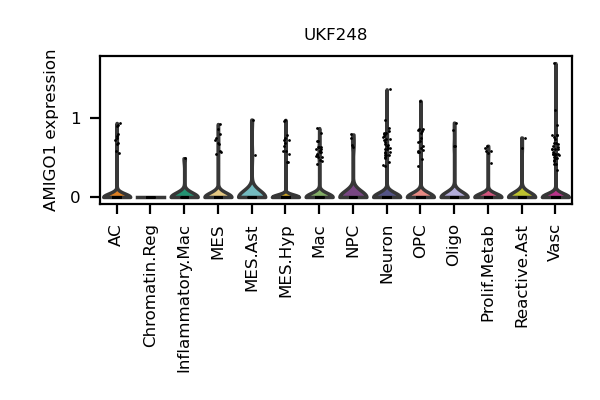 UKF248
AMIGO1 expression
1
0
AC
Chromatin.Reg
Inflammatory.Mac
MES
MES.Ast
MES.Hyp
Mac
NPC
Neuron
OPC
Oligo
Prolif.Metab
Reactive.Ast
Vasc